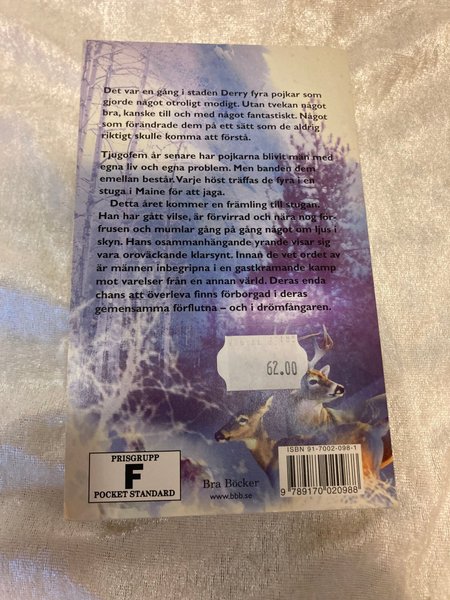 Det var en gång i staden Derry fyra pojkar som
gjorde något otroligt modigt. Utan tvekan något
bra, kanske till och med något fantastiskt. Något
som förändrade dem på ett sätt som de aldrig
riktigt skulle komma att förstå.
Tjugofem år senare har pojkarna blivit män med
egna liv och egna problem. Men banden dem
emellan består. Varje höst träffas de fyra i en
stuga i Maine för att jaga.
Detta året kommer en främling till stugan.
Han har gått vilse, är förvirrad och nära nog för-
frusen och mumlar gång på gång något om ljus i
skyn. Hans osammanhängande yrande visar sig
vara oroväckande klarsynt. Innan de vet ordet av
är männen inbegripna i en gastkramande kamp
mot varelser från en annan värld. Deras enda
chans att överleva finns förborgad i deras
gemensamma förflutna – och i drömfångaren.
62.00
ISBN 91-7002-098-1
9 789170 020988
PRISGRUPP
F
POCKET STANDARD
Bra Böcker
www.bbb.se